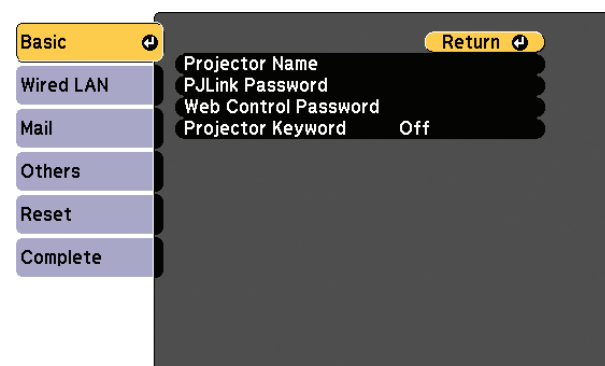 Basic
Wired LAN
Mail
Others
Reset
Complete
Return
Projector Name
PJLink Password
Web Control Password
Projector Keyword Off